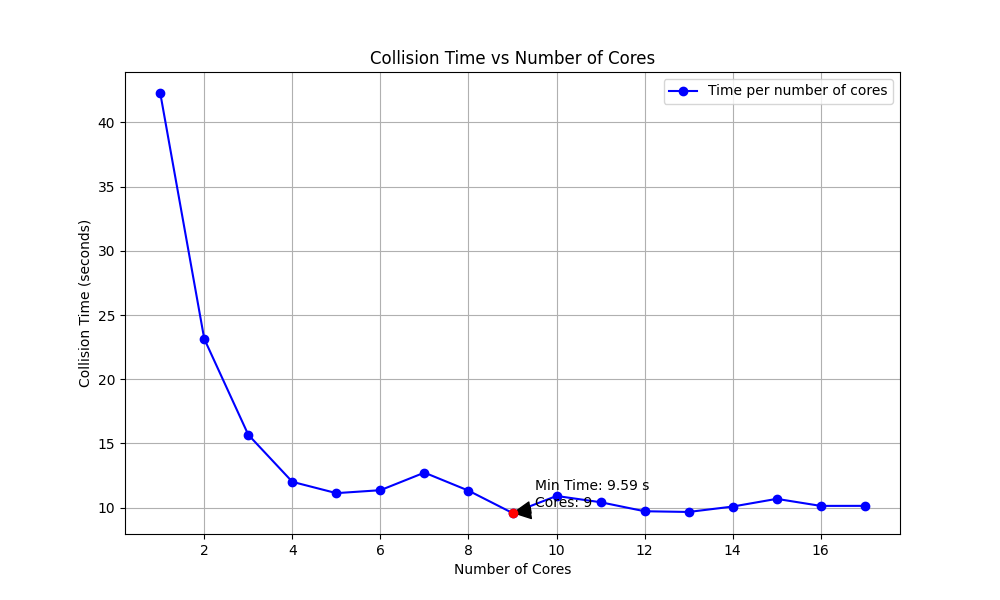 Collision Time vs Number of Cores
Time per number of cores
Collision Time (seconds)
40
35
30
25
20
15
10
Min Time: 9.59 s
Cores: 9
2 4 6 8 10 12 14 16
Number of Cores